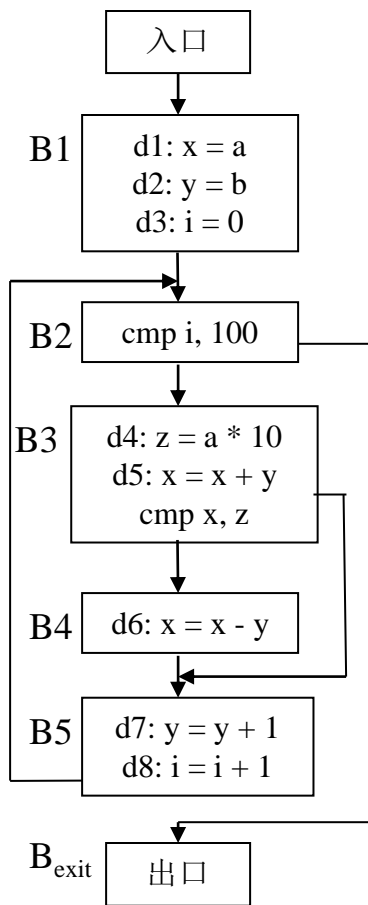 入口
B1
d1: x = a
d2: y = b
d3: i = 0
B2
cmp i, 100
B3
d4: z = a * 10
d5: x = x + y
cmp x, z
B4
d6: x = x - y
B5
d7: y = y + 1
d8: i = i + 1
Bexit
出口